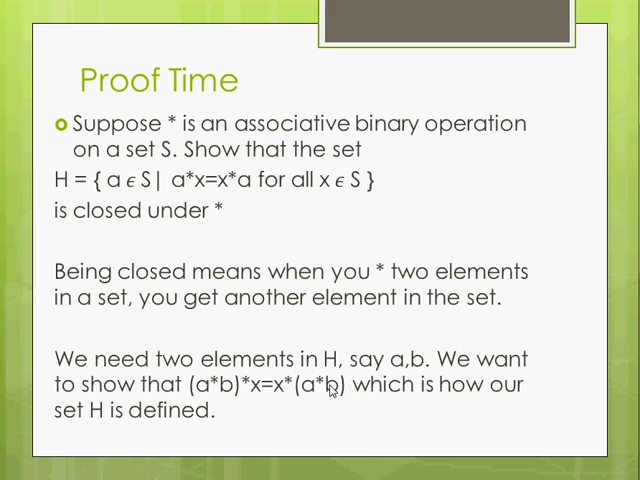 Proof Time
Suppose * is an associative binary operation
on a set S. Show that the set
H = { a ϵ S| a*x=x*a for all x ϵ S }
is closed under *
Being closed means when you * two elements
in a set, you get another element in the set.
We need two elements in H, say a,b. We want
to show that (a*b)*x=x*(a*b) which is how our
set H is defined.